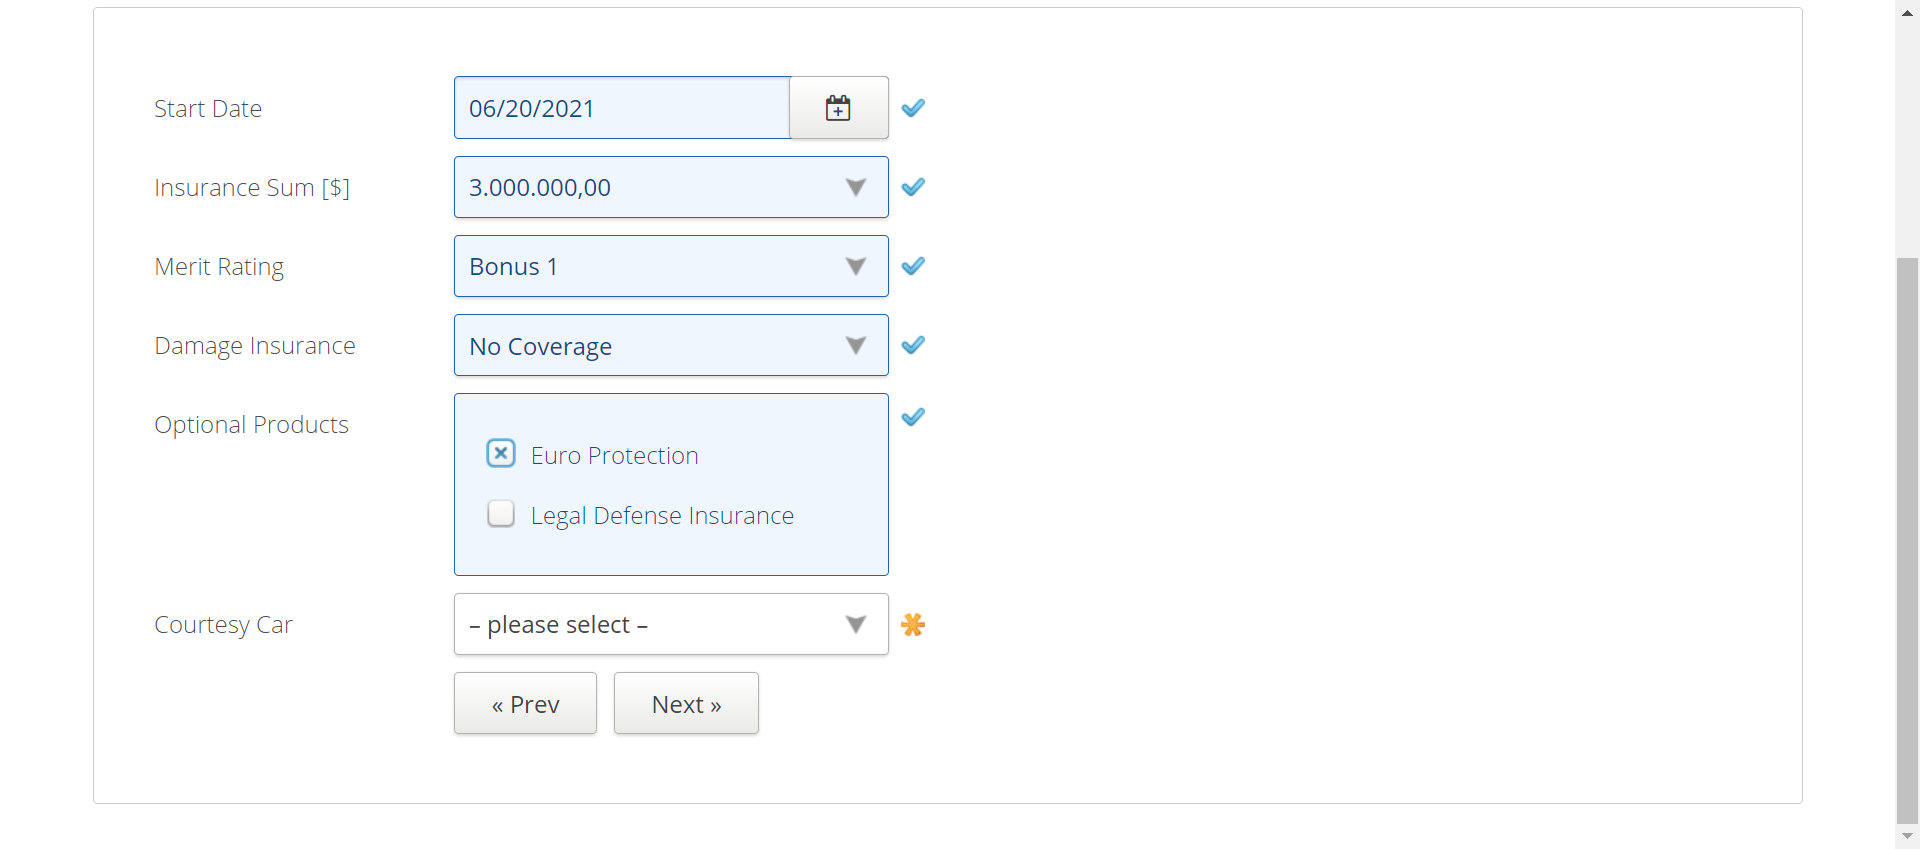 Start Date
06/20/2021
Insurance Sum [$]
3.000.000,00
Merit Rating
Bonus 1
Damage Insurance
No Coverage
Optional Products
Euro Protection
Legal Defense Insurance
Courtesy Car
– please select –
« Prev
Next »